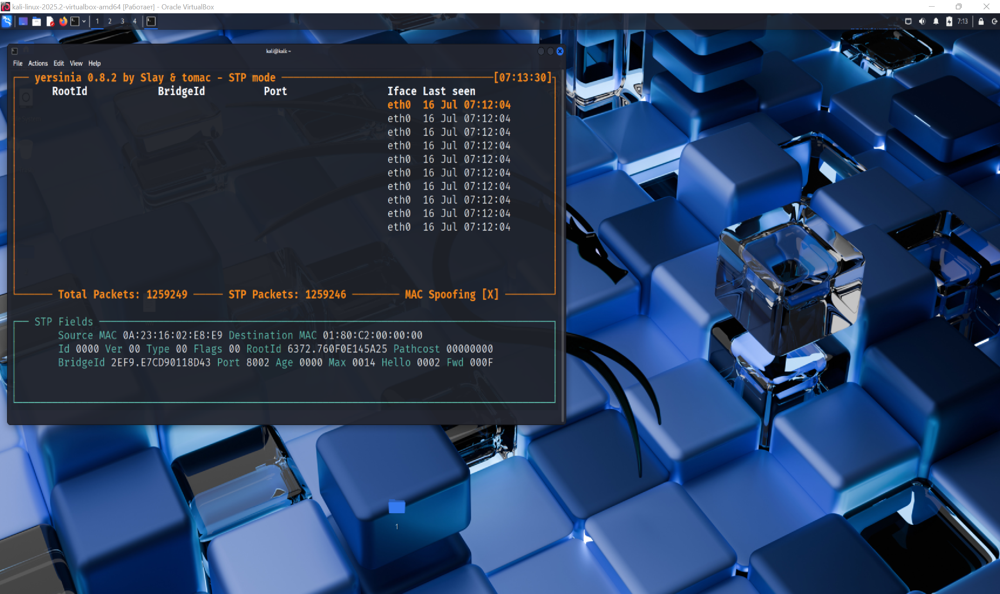 kali-linux-2025.2-virtualbox-amd64 [Работает] - Oracle VirtualBox
1 2 3 4
7:13
kali@kali: ~
File Actions Edit View Help
yersinia 0.8.2 by Slay & tomac - STP mode [07:13:30]
RootId BridgeId Port Iface Last seen
eth0 16 Jul 07:12:04
eth0 16 Jul 07:12:04
eth0 16 Jul 07:12:04
eth0 16 Jul 07:12:04
eth0 16 Jul 07:12:04
eth0 16 Jul 07:12:04
eth0 16 Jul 07:12:04
eth0 16 Jul 07:12:04
eth0 16 Jul 07:12:04
eth0 16 Jul 07:12:04
Total Packets: 1259249 STP Packets: 1259246 MAC Spoofing [X]
STP Fields
Source MAC 0A:23:16:02:E8:E9 Destination MAC 01:80:C2:00:00:00
Id 0000 Ver 00 Type 00 Flags 00 RootId 6372.760F0E145A25 Pathcost 00000000
BridgeId 2EF9.E7CD90118D43 Port 8002 Age 0000 Max 0014 Hello 0002 Fwd 000F
1